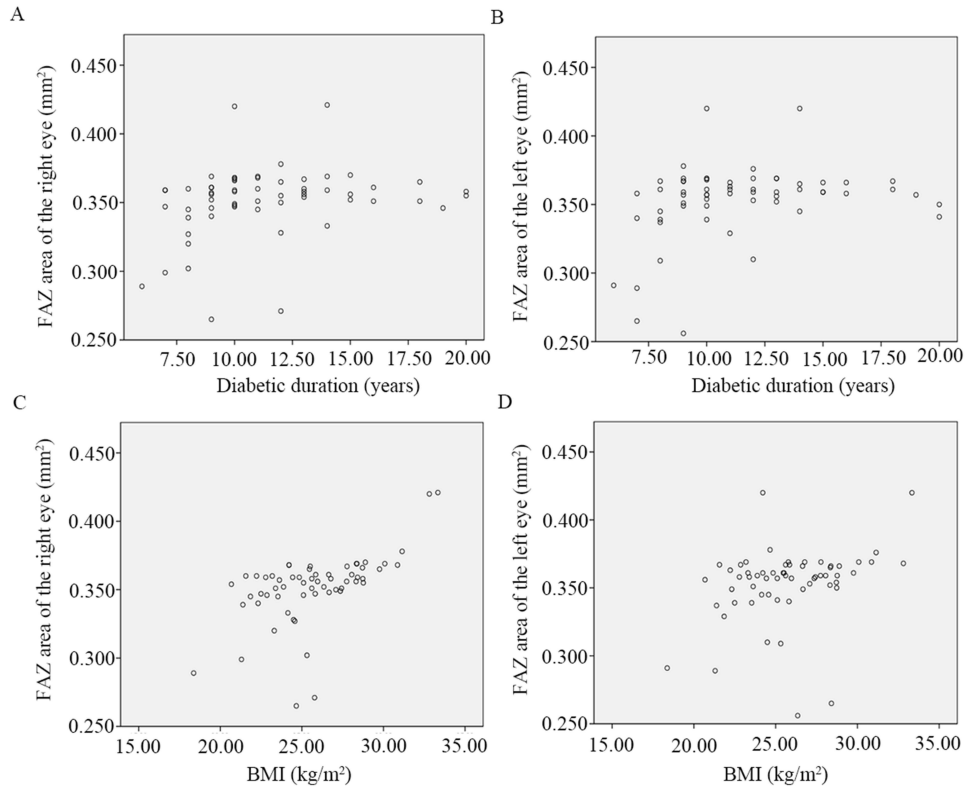 A
FAZ area of the right eye (mm²)
0.450
0.400
0.350
0.300
0.250
7.50 10.00 12.50 15.00 17.50 20.00
Diabetic duration (years)
B
FAZ area of the left eye (mm²)
0.450
0.400
0.350
0.300
0.250
7.50 10.00 12.50 15.00 17.50 20.00
Diabetic duration (years)
C
FAZ area of the right eye (mm²)
0.450
0.400
0.350
0.300
0.250
15.00 20.00 25.00 30.00 35.00
BMI (kg/m²)
D
FAZ area of the left eye (mm²)
0.450
0.400
0.350
0.300
0.250
15.00 20.00 25.00 30.00 35.00
BMI (kg/m²)